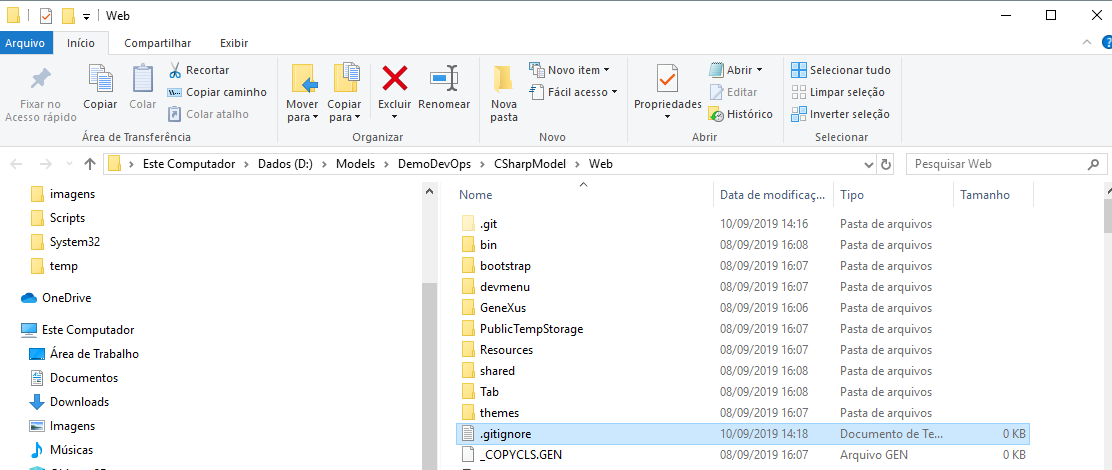 Web
Arquivo Início Compartilhar Exibir
Fixar no Acesso rápido
Copiar
Colar
Recortar
Copiar caminho
Colar atalho
Área de Transferência
Mover para
Copiar para
Excluir
Renomear
Organizar
Nova pasta
Novo item
Fácil acesso
Novo
Propriedades
Abrir
Editar
Histórico
Abrir
Selecionar tudo
Limpar seleção
Inverter seleção
Selecionar
Este Computador > Dados (D:) > Models > DemoDevOps > CSharpModel > Web
Pesquisar Web
imagens
Scripts
System32
temp
OneDrive
Este Computador
Área de Trabalho
Documentos
Downloads
Imagens
Músicas
Nome Data de modificaç... Tipo Tamanho
.git 10/09/2019 14:16 Pasta de arquivos
bin 08/09/2019 16:08 Pasta de arquivos
bootstrap 08/09/2019 16:07 Pasta de arquivos
devmenu 08/09/2019 16:07 Pasta de arquivos
GeneXus 08/09/2019 16:06 Pasta de arquivos
PublicTempStorage 08/09/2019 16:07 Pasta de arquivos
Resources 08/09/2019 16:07 Pasta de arquivos
shared 08/09/2019 16:08 Pasta de arquivos
Tab 08/09/2019 16:08 Pasta de arquivos
themes 08/09/2019 16:07 Pasta de arquivos
.gitignore 10/09/2019 14:18 Documento de Te... 0 KB
_COPYCLS.GEN 08/09/2019 16:07 Arquivo GEN 0 KB